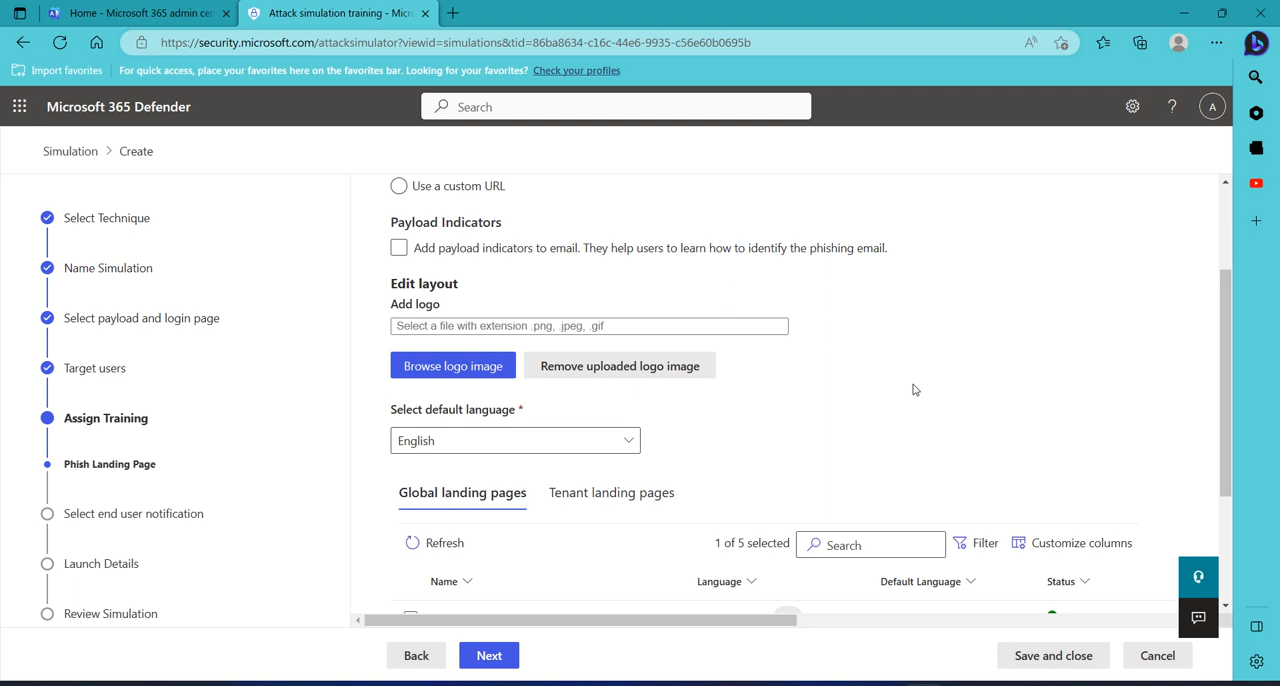 Home - Microsoft 365 admin cen
Attack simulation training - Micro
https://security.microsoft.com/attacksimulator?viewid=simulations&tid=86ba8634-c16c-44e6-9935-c56e60b0695b
Import favorites
For quick access, place your favorites here on the favorites bar. Looking for your favorites? Check your profiles
Microsoft 365 Defender
Search
A
Simulation > Create
Select Technique
Name Simulation
Select payload and login page
Target users
Assign Training
Phish Landing Page
Select end user notification
Launch Details
Review Simulation
Use a custom URL
Payload Indicators
Add payload indicators to email. They help users to learn how to identify the phishing email.
Edit layout
Add logo
Select a file with extension .png, .jpeg, .gif
Browse logo image
Remove uploaded logo image
Select default language *
English
Global landing pages
Tenant landing pages
Refresh
1 of 5 selected
Search
Filter
Customize columns
Name
Language
Default Language
Status
Back
Next
Save and close
Cancel